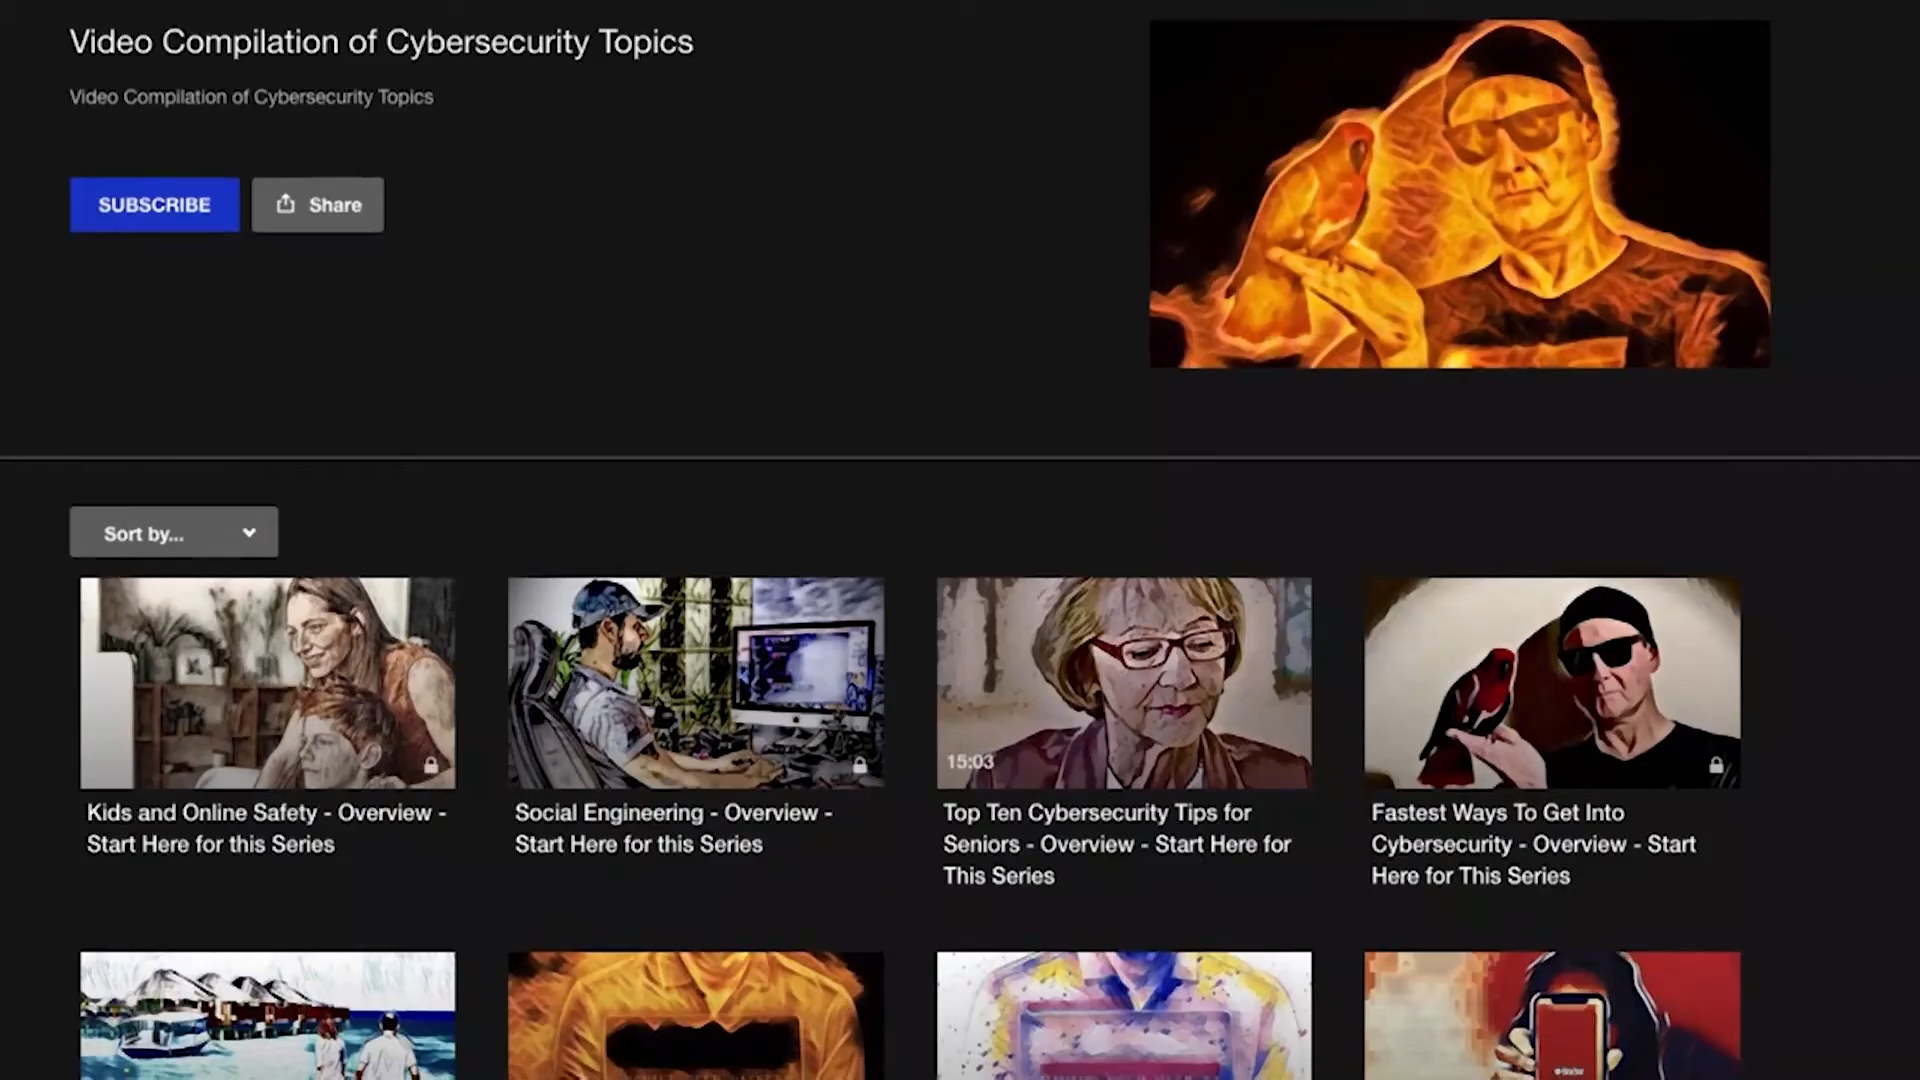 Video Compilation of Cybersecurity Topics
Video Compilation of Cybersecurity Topics
SUBSCRIBE
Share
Sort by...
15:03
Kids and Online Safety - Overview -
Start Here for this Series
Social Engineering - Overview -
Start Here for this Series
Top Ten Cybersecurity Tips for
Seniors - Overview - Start Here for
This Series
Fastest Ways To Get Into
Cybersecurity - Overview - Start
Here for This Series